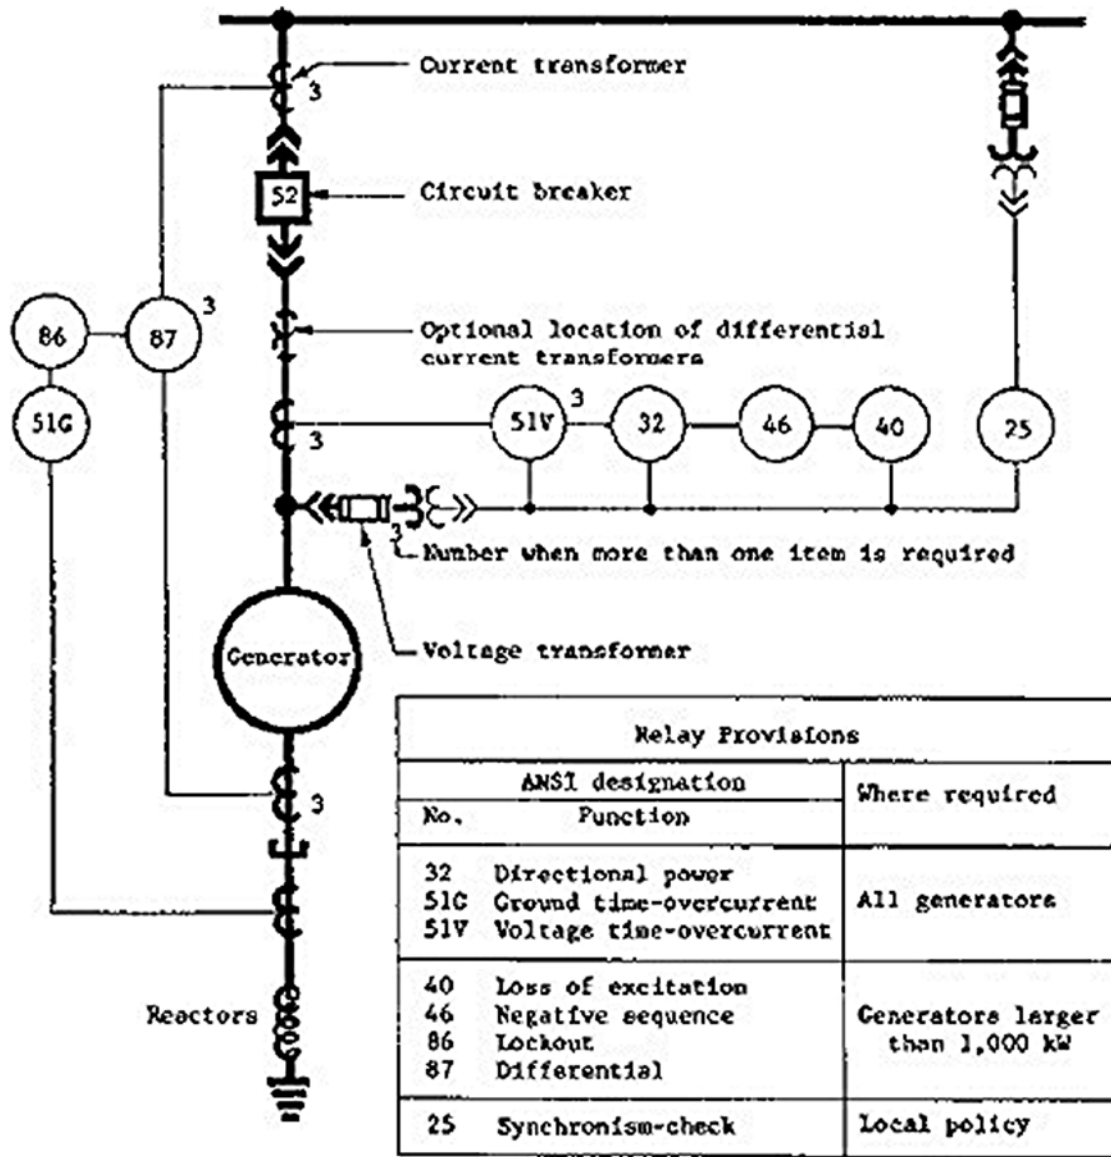 Current transformer
3
52
Circuit breaker
3
86
87
Optional location of differential
current transformers
51G
3
51V
3
32
46
40
25
3
Number when more than one item is required
Generator
Voltage transformer
3
Reactors
Relay Provisions
ANSI designation
Where required
No. Function
32 Directional power
51G Ground time-overcurrent
51V Voltage time-overcurrent
All generators
40 Loss of excitation
46 Negative sequence
86 Lockout
87 Differential
Generators larger
than 1,000 kW
25 Synchronism-check
Local policy